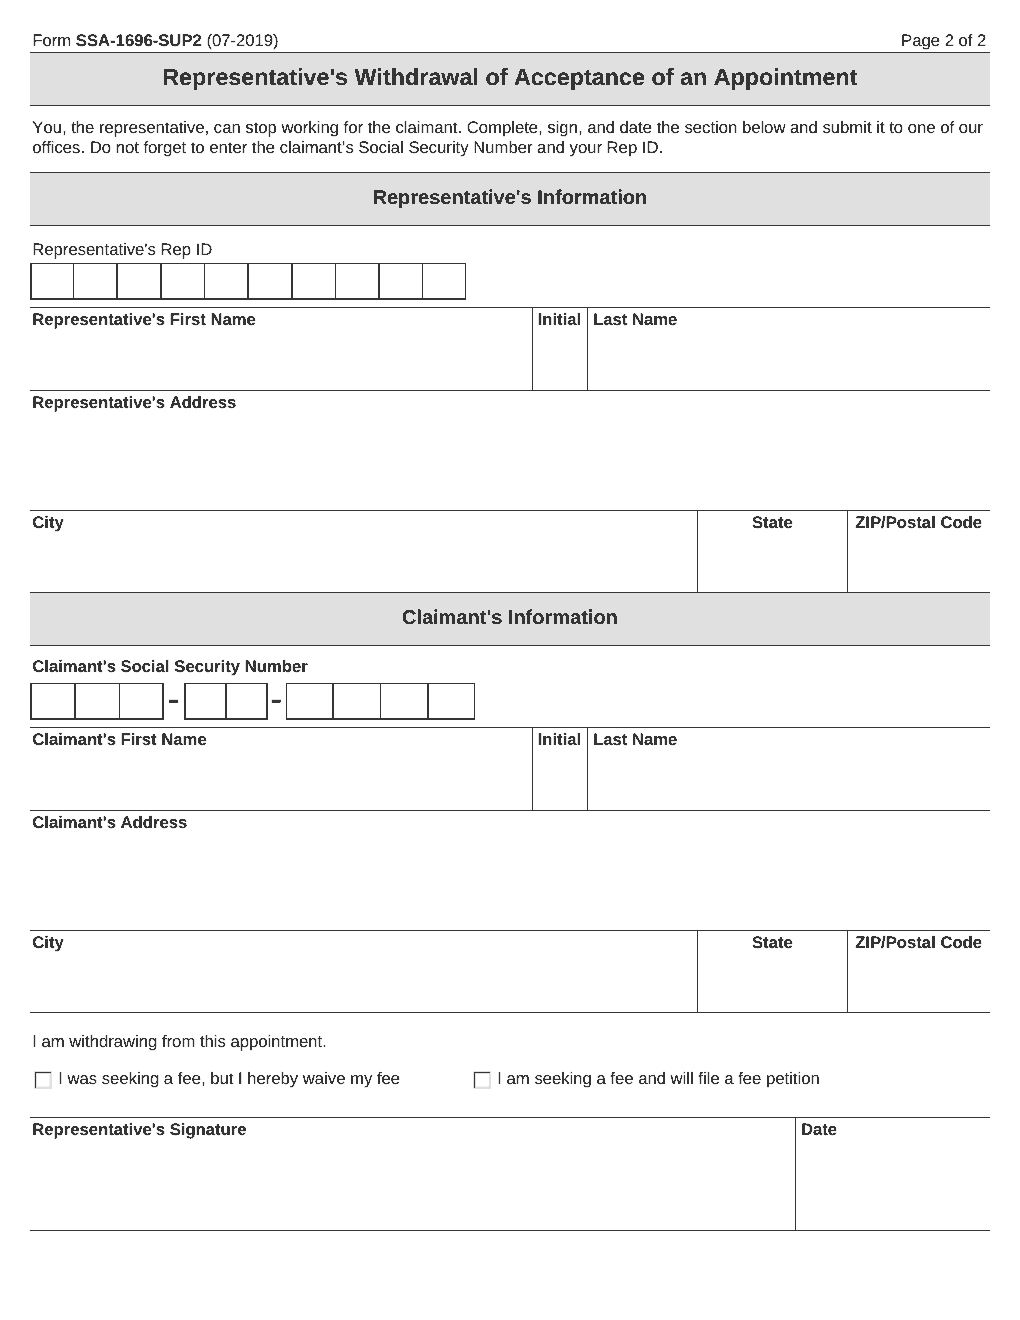 Form SSA-1696-SUP2 (07-2019) Page 2 of 2
Representative's Withdrawal of Acceptance of an Appointment
You, the representative, can stop working for the claimant. Complete, sign, and date the section below and submit it to one of our
offices. Do not forget to enter the claimant's Social Security Number and your Rep ID.
Representative's Information
Representative's Rep ID
Representative's First Name Initial Last Name
Representative's Address
City State ZIP/Postal Code
Claimant's Information
Claimant's Social Security Number
- -
Claimant's First Name Initial Last Name
Claimant's Address
City State ZIP/Postal Code
I am withdrawing from this appointment.
I was seeking a fee, but I hereby waive my fee I am seeking a fee and will file a fee petition
Representative's Signature Date